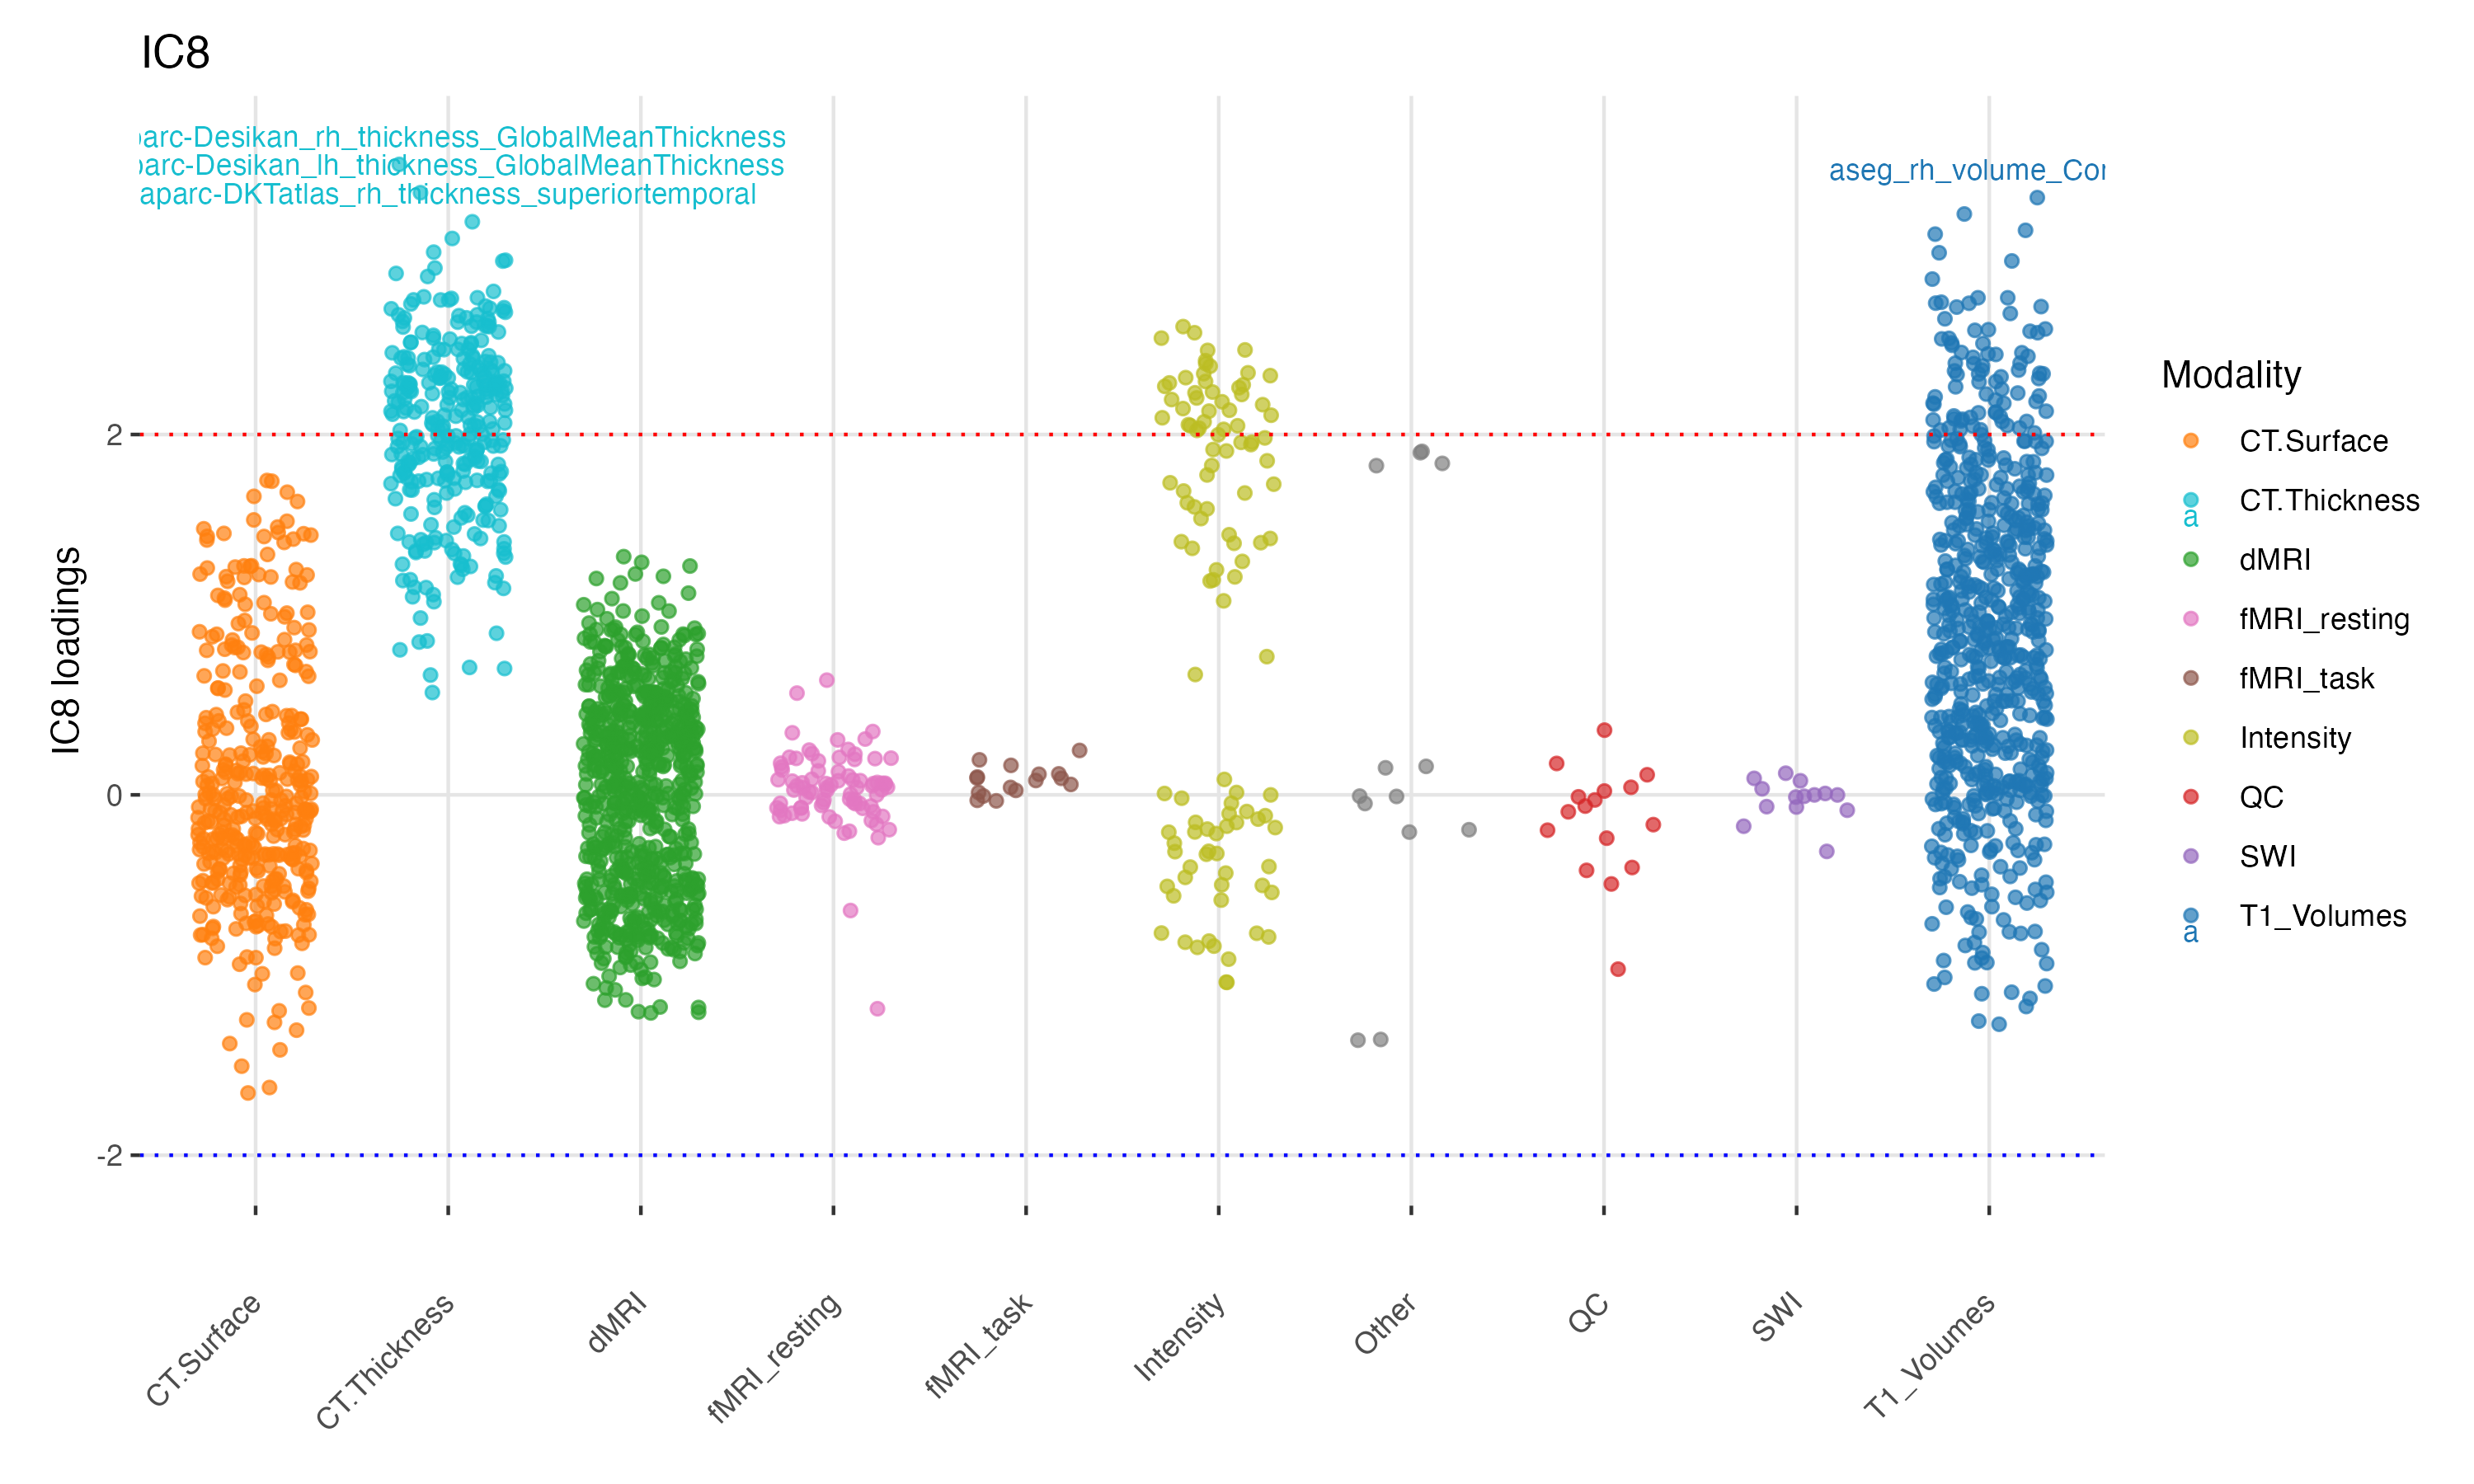 IC8
arc-Desikan_rh_thickness_GlobalMeanThickness
arc-Desikan_lh_thickness_GlobalMeanThickness
aparc-DKTatlas_rh_thickness_superiortemporal
aseg_rh_volume_Cor
IC8 loadings
2
0
-2
CT.Surface
CT.Thickness
dMRI
fMRI_resting
fMRI_task
Intensity
Other
QC
SWI
T1_Volumes
Modality
CT.Surface
a CT.Thickness
dMRI
fMRI_resting
fMRI_task
Intensity
QC
SWI
a T1_Volumes